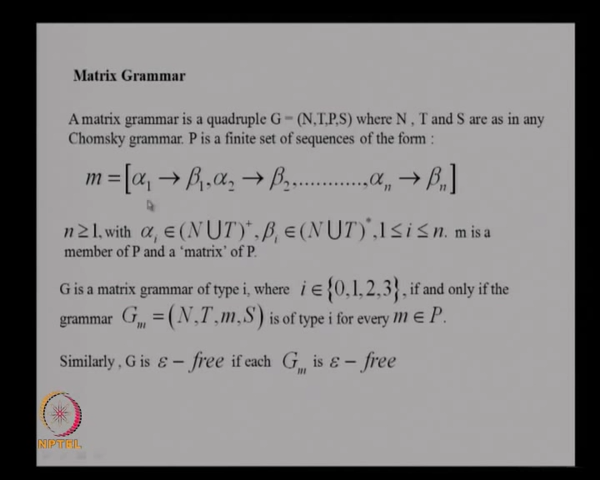 Matrix Grammar
A matrix grammar is a quadruple G = (N,T,P,S) where N , T and S are as in any
Chomsky grammar. P is a finite set of sequences of the form :
m = [α₁ → β₁, α₂ → β₂,............, αₙ → βₙ]
n ≥ 1, with αᵢ ∈ (N ∪ T)⁺, βᵢ ∈ (N ∪ T)*, 1 ≤ i ≤ n. m is a
member of P and a ‘matrix’ of P.
G is a matrix grammar of type i, where i ∈ {0,1,2,3}, if and only if the
grammar Gₘ = (N,T,m,S) is of type i for every m ∈ P.
Similarly , G is ε − free if each Gₘ is ε − free
NPTEL